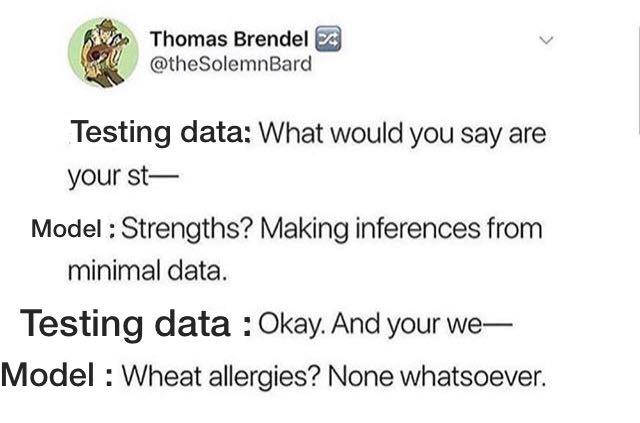 Thomas Brendel 🔀
@theSolemnBard
Testing data: What would you say are
your st—
Model : Strengths? Making inferences from
minimal data.
Testing data : Okay. And your we—
Model : Wheat allergies? None whatsoever.